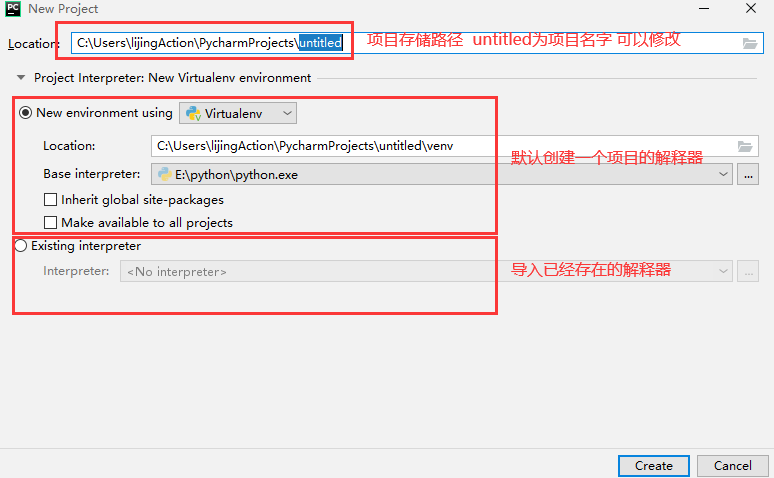 PC New Project
Location: C:\Users\lijingAction\PycharmProjects\untitled 项目存储路径 untitled为项目名字 可以修改
Project Interpreter: New Virtualenv environment
New environment using Virtualenv
Location: C:\Users\lijingAction\PycharmProjects\untitled\venv
默认创建一个项目的解释器
Base interpreter: E:\python\python.exe ...
Inherit global site-packages
Make available to all projects
Existing interpreter
Interpreter: <No interpreter> ...
导入已经存在的解释器
Create Cancel